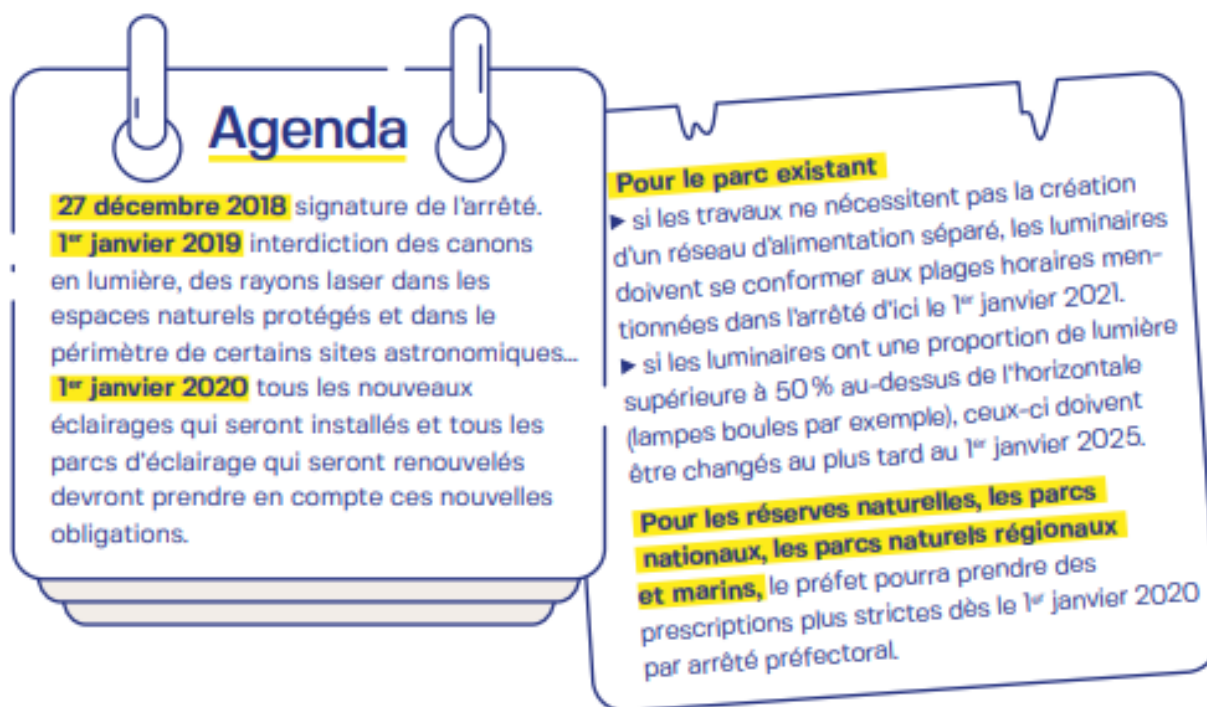 Agenda
27 décembre 2018 signature de l'arrêté.
1er janvier 2019 interdiction des canons
en lumière, des rayons laser dans les
espaces naturels protégés et dans le
périmètre de certains sites astronomiques...
1er janvier 2020 tous les nouveaux
éclairages qui seront installés et tous les
parcs d'éclairage qui seront renouvelés
devront prendre en compte ces nouvelles
obligations.
Pour le parc existant
► si les travaux ne nécessitent pas la création
d'un réseau d'alimentation séparé, les luminaires
doivent se conformer aux plages horaires men-
tionnées dans l'arrêté d'ici le 1er janvier 2021.
► si les luminaires ont une proportion de lumière
supérieure à 50 % au-dessus de l'horizontale
(lampes boules par exemple), ceux-ci doivent
être changés au plus tard au 1er janvier 2025.
Pour les réserves naturelles, les parcs
nationaux, les parcs naturels régionaux
et marins, le préfet pourra prendre des
prescriptions plus strictes dès le 1er janvier 2020
par arrêté préfectoral.